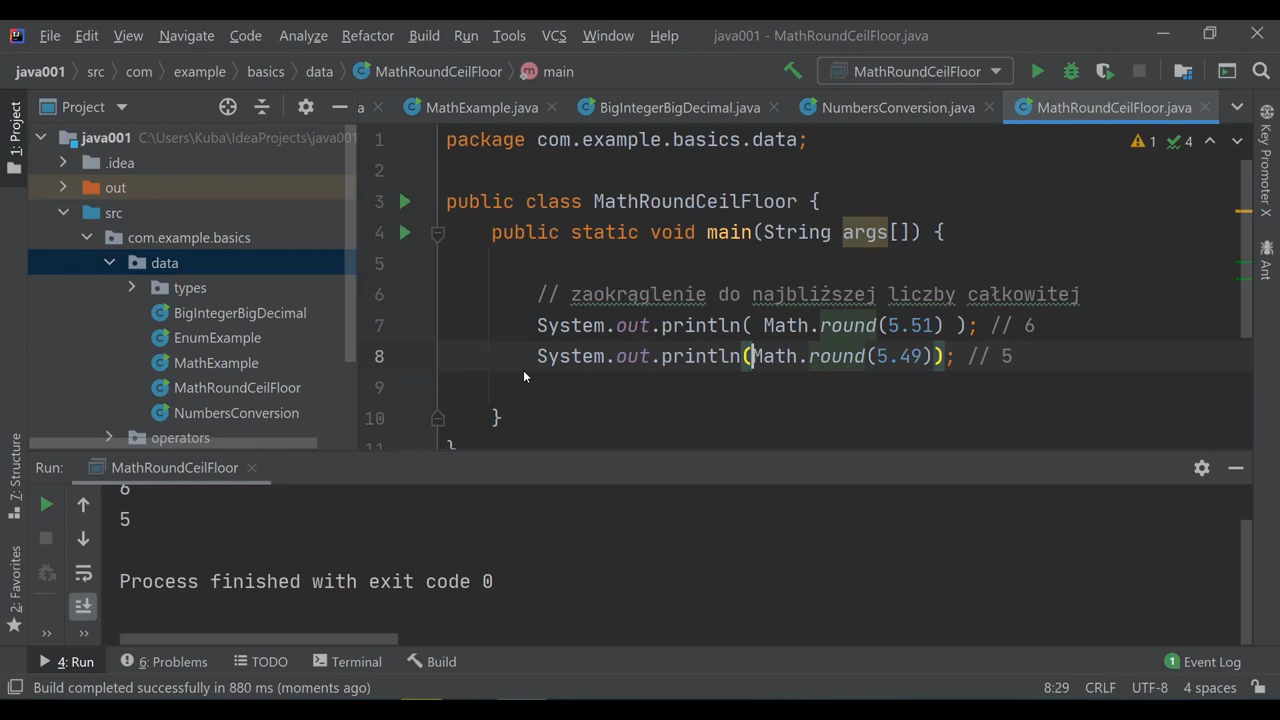 File Edit View Navigate Code Analyze Refactor Build Run Tools VCS Window Help java001 - MathRoundCeilFloor.java
java001 src com example basics data MathRoundCeilFloor main MathRoundCeilFloor
Project a MathExample.java BigIntegerBigDecimal.java NumbersConversion.java MathRoundCeilFloor.java
1: Project
7: Structure
2: Favorites
Key Promoter X
Ant
java001 C:\Users\Kuba\IdeaProjects\java001
.idea
out
src
com.example.basics
data
types
BigIntegerBigDecimal
EnumExample
MathExample
MathRoundCeilFloor
NumbersConversion
operators
1 4
1 package com.example.basics.data;
2
3 public class MathRoundCeilFloor {
4 public static void main(String args[]) {
5
6 // zaokrąglenie do najbliższej liczby całkowitej
7 System.out.println( Math.round(5.51) ); // 6
8 System.out.println(Math.round(5.49)); // 5
9
10 }
11 }
Run: MathRoundCeilFloor
6
5
Process finished with exit code 0
4: Run 6: Problems TODO Terminal Build 1 Event Log
Build completed successfully in 880 ms (moments ago) 8:29 CRLF UTF-8 4 spaces